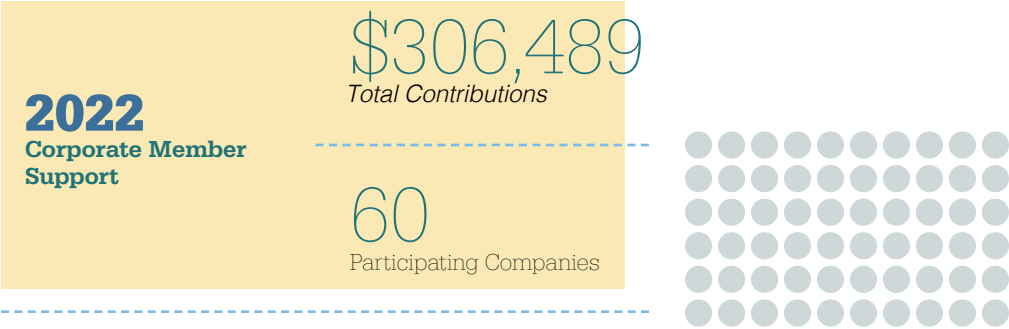 2022
Corporate Member
Support
$306,489
Total Contributions
60
Participating Companies